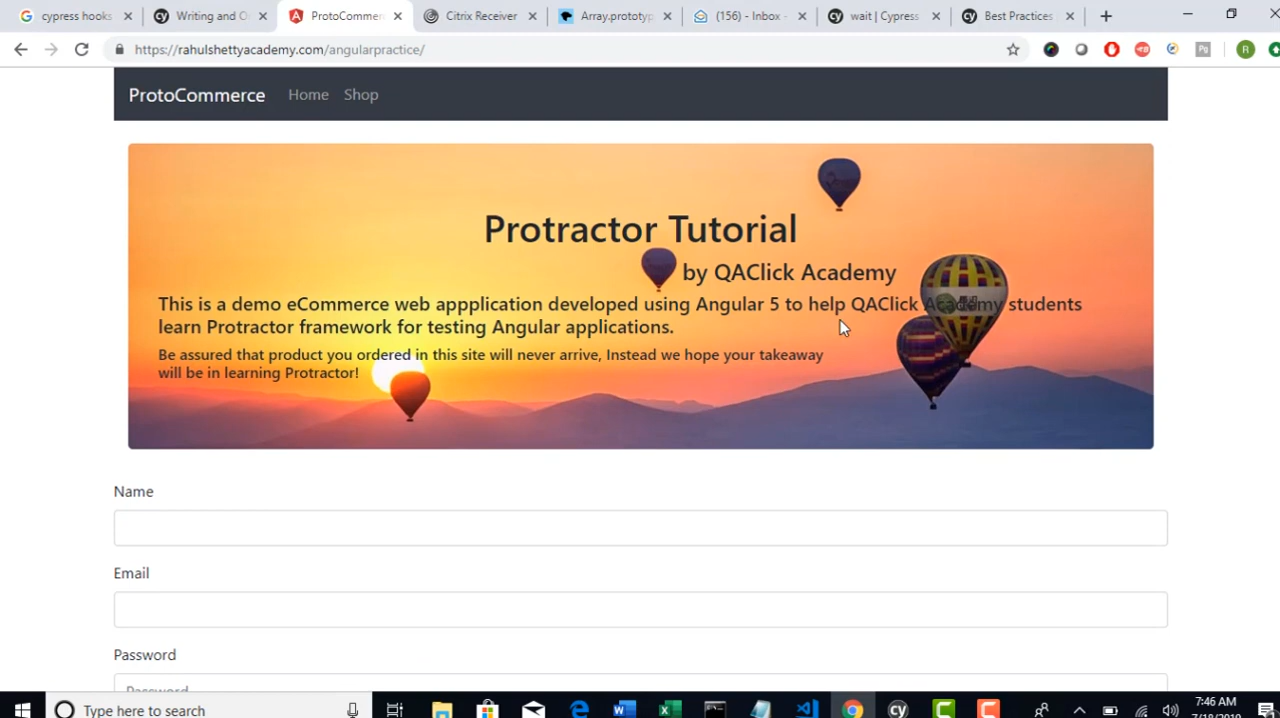 cypress hooks
Writing and O
ProtoCommer
Citrix Receiver
Array.prototyp
(156) - Inbox -
wait | Cypress
Best Practices
https://rahulshettyacademy.com/angularpractice/
ProtoCommerce Home Shop
Protractor Tutorial
by QAClick Academy
This is a demo eCommerce web appplication developed using Angular 5 to help QAClick Academy students
learn Protractor framework for testing Angular applications.
Be assured that product you ordered in this site will never arrive, Instead we hope your takeaway
will be in learning Protractor!
Name
Email
Password
Password
Type here to search
7:46 AM